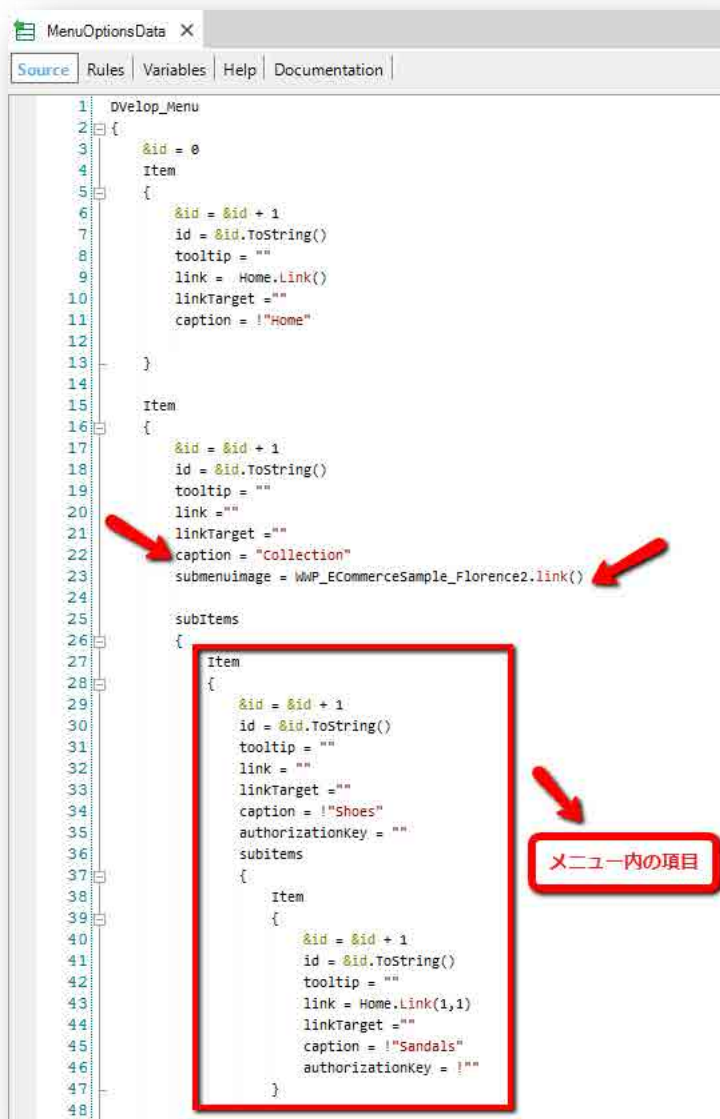 MenuOptionsData ×
Source Rules Variables Help Documentation
1 DVelop_Menu
2 {
3 &id = 0
4 Item
5 {
6 &id = &id + 1
7 id = &id.ToString()
8 tooltip = ""
9 link =  Home.Link()
10 linkTarget =""
11 caption = !"Home"
12
13 }
14
15 Item
16 {
17 &id = &id + 1
18 id = &id.ToString()
19 tooltip = ""
20 link =""
21 linkTarget =""
22 caption = "Collection"
23 submenuimage = WWP_ECommerceSample_Florence2.link()
24
25 subItems
26 {
27 Item
28 {
29 &id = &id + 1
30 id = &id.ToString()
31 tooltip = ""
32 link = ""
33 linkTarget =""
34 caption = !"Shoes"
35 authorizationKey = ""
36 subitems
37 {
38 Item
39 {
40 &id = &id + 1
41 id = &id.ToString()
42 tooltip = ""
43 link = Home.Link(1,1)
44 linkTarget =""
45 caption = !"Sandals"
46 authorizationKey = !""
47 }
48
メニュー内の項目